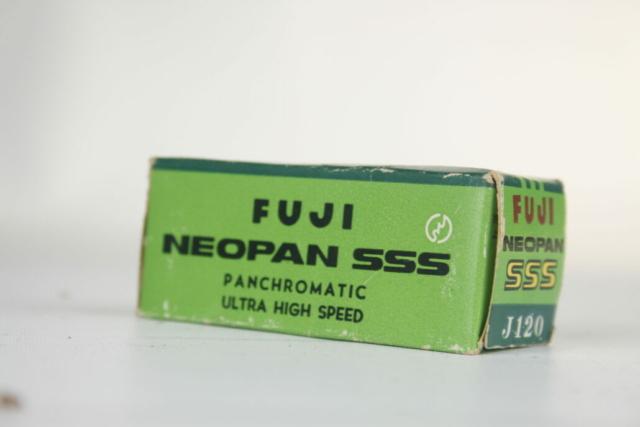 FUJI
NEOPAN SSS
PANCHROMATIC
ULTRA HIGH SPEED
FUJI
NEOPAN
SSS
J120